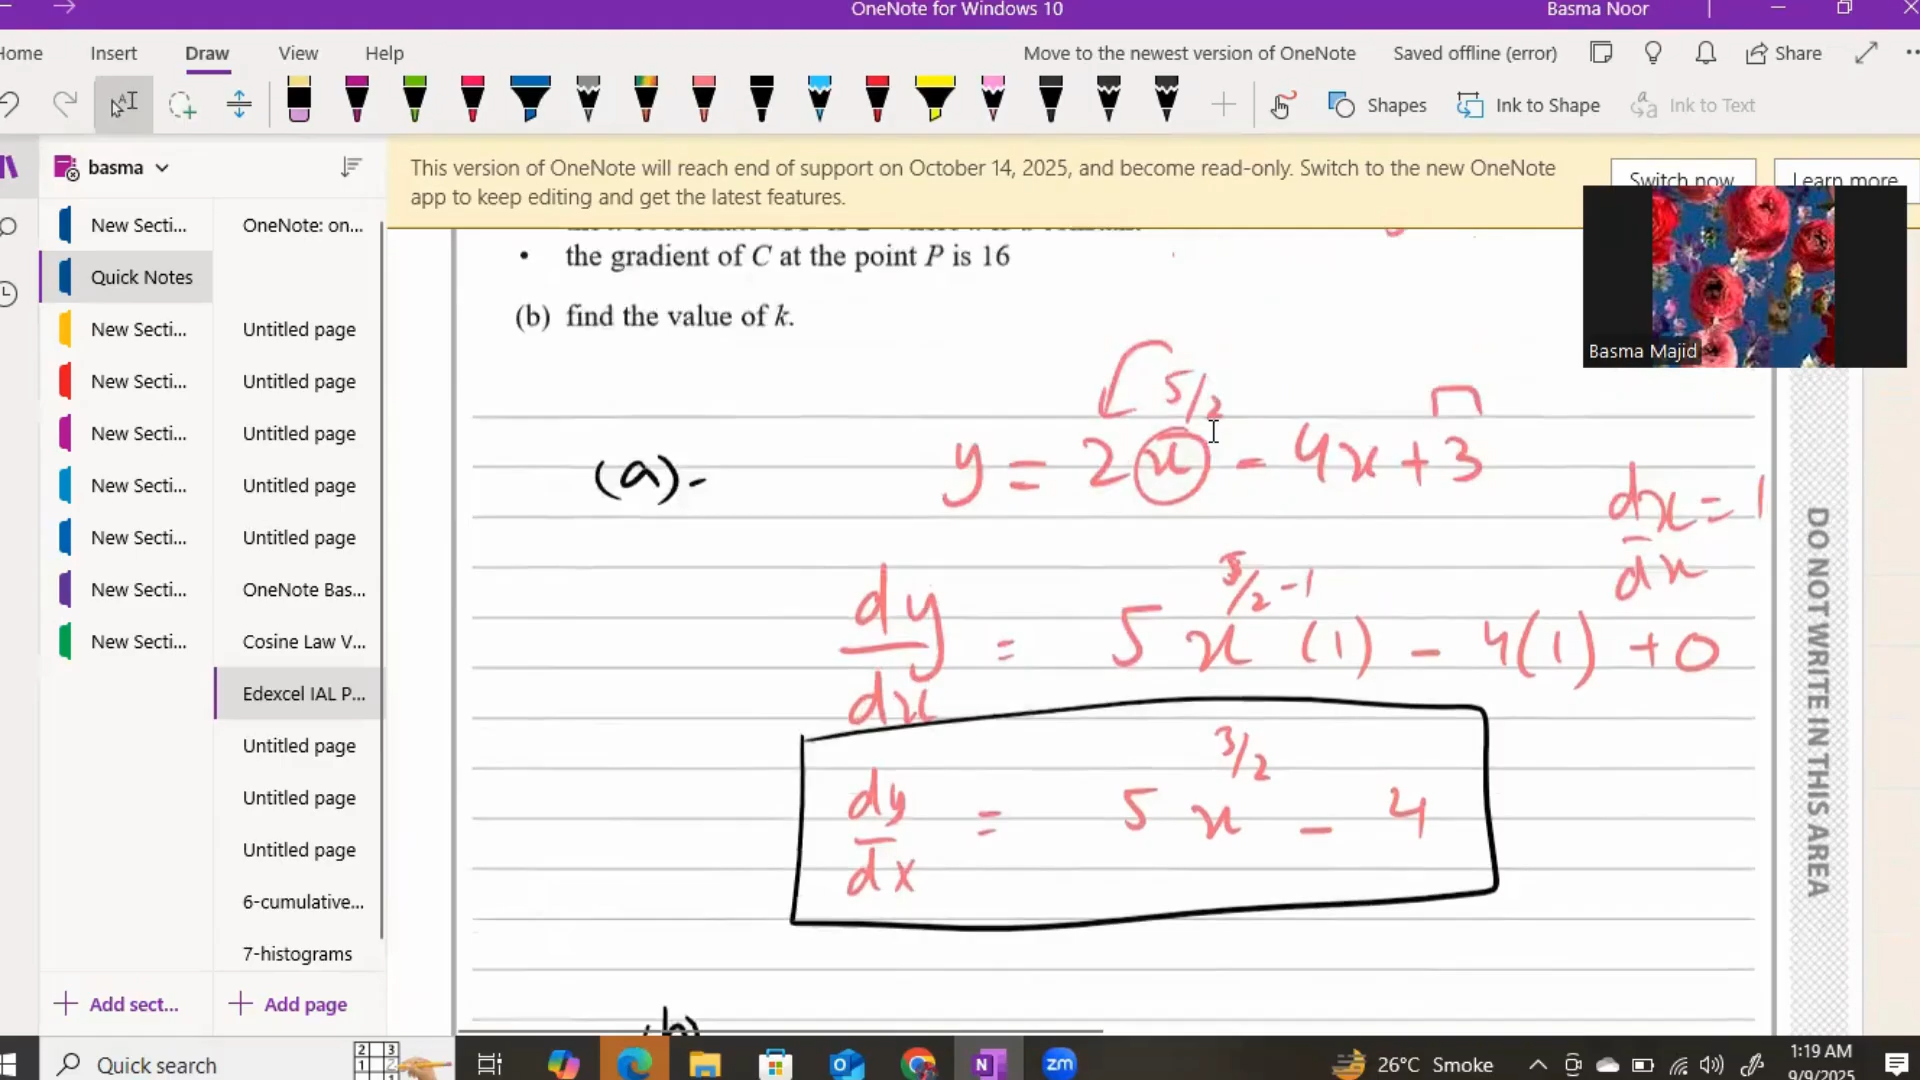 OneNote for Windows 10
Basma Noor
Home Insert Draw View Help
Move to the newest version of OneNote Saved offline (error) Share
Shapes Ink to Shape Ink to Text
basma
This version of OneNote will reach end of support on October 14, 2025, and become read-only. Switch to the new OneNote
app to keep editing and get the latest features.
Switch now Learn more
Basma Majid
New Secti...
Quick Notes
New Secti...
New Secti...
New Secti...
New Secti...
New Secti...
New Secti...
New Secti...
Add sect...
OneNote: on...
Untitled page
Untitled page
Untitled page
Untitled page
Untitled page
OneNote Bas...
Cosine Law V...
Edexcel IAL P...
Untitled page
Untitled page
Untitled page
6-cumulative...
7-histograms
Add page
• the gradient of C at the point P is 16
(b) find the value of k.
(a)-
y = 2x^5/2 - 4x + 3
dx/dx = 1
dy/dx = 5x^5/2 - 1 (1) - 4(1) + 0
dy/dx = 5x^3/2 - 4
(b)
DO NOT WRITE IN THIS AREA
Quick search
zm
26°C Smoke
1:19 AM
9/9/2025